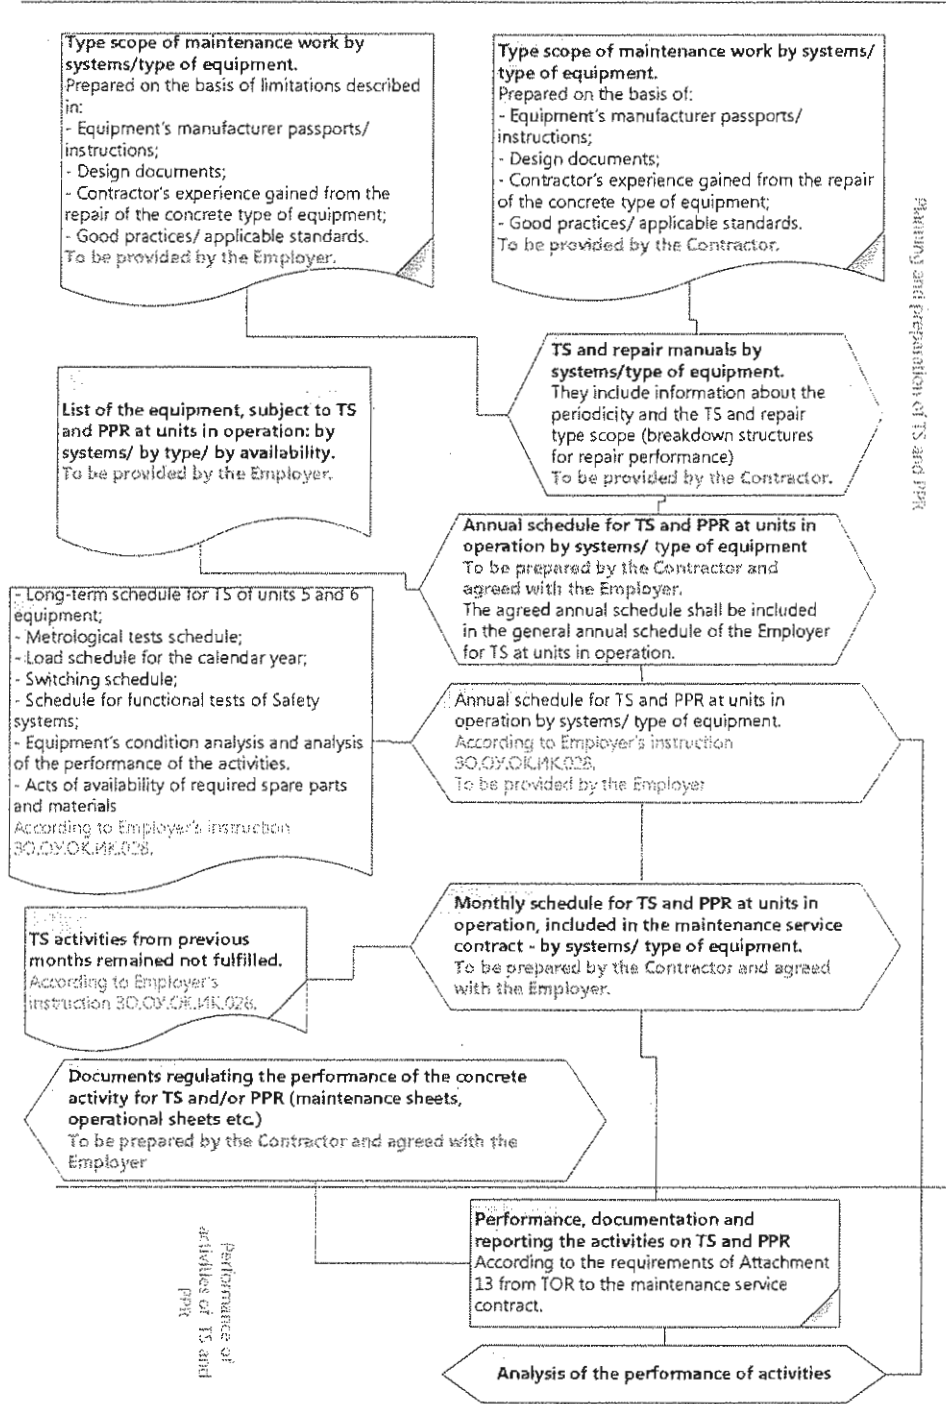 Type scope of maintenance work by
systems/type of equipment.
Prepared on the basis of limitations described
in:
- Equipment's manufacturer passports/
instructions;
- Design documents;
- Contractor's experience gained from the
repair of the concrete type of equipment;
- Good practices/ applicable standards.
To be provided by the Employer.
Type scope of maintenance work by systems/
type of equipment.
Prepared on the basis of:
- Equipment's manufacturer passports/
instructions;
- Design documents;
- Contractor's experience gained from the repair
of the concrete type of equipment;
- Good practices/ applicable standards.
To be provided by the Contractor.
Planning and preparation of TS and PPR
TS and repair manuals by
systems/type of equipment.
They include information about the
periodicity and the TS and repair
type scope (breakdown structures
for repair performance)
To be provided by the Contractor.
List of the equipment, subject to TS
and PPR at units in operation: by
systems/ by type/ by availability.
To be provided by the Employer.
Annual schedule for TS and PPR at units in
operation by systems/ type of equipment
To be prepared by the Contractor and
agreed with the Employer.
The agreed annual schedule shall be included
in the general annual schedule of the Employer
for TS at units in operation.
- Long-term schedule for TS of units 5 and 6
equipment;
- Metrological tests schedule;
- Load schedule for the calendar year;
- Switching schedule;
- Schedule for functional tests of Safety
systems;
- Equipment's condition analysis and analysis
of the performance of the activities.
- Acts of availability of required spare parts
and materials
According to Employer's instruction
ЗО.ОУ.ОК.ИК.028.
Annual schedule for TS and PPR at units in
operation by systems/ type of equipment.
According to Employer's instruction
ЗО.ОУ.ОК.ИК.028.
To be provided by the Employer
Monthly schedule for TS and PPR at units in
operation, included in the maintenance service
contract - by systems/ type of equipment.
To be prepared by the Contractor and agreed
with the Employer.
TS activities from previous
months remained not fulfilled.
According to Employer's
instruction ЗО.ОУ.ОК.ИК.028.
Documents regulating the performance of the concrete
activity for TS and/or PPR (maintenance sheets,
operational sheets etc.)
To be prepared by the Contractor and agreed with the
Employer
Performance of
activities of TS and
PPR
Performance, documentation and
reporting the activities on TS and PPR
According to the requirements of Attachment
13 from TOR to the maintenance service
contract.
Analysis of the performance of activities